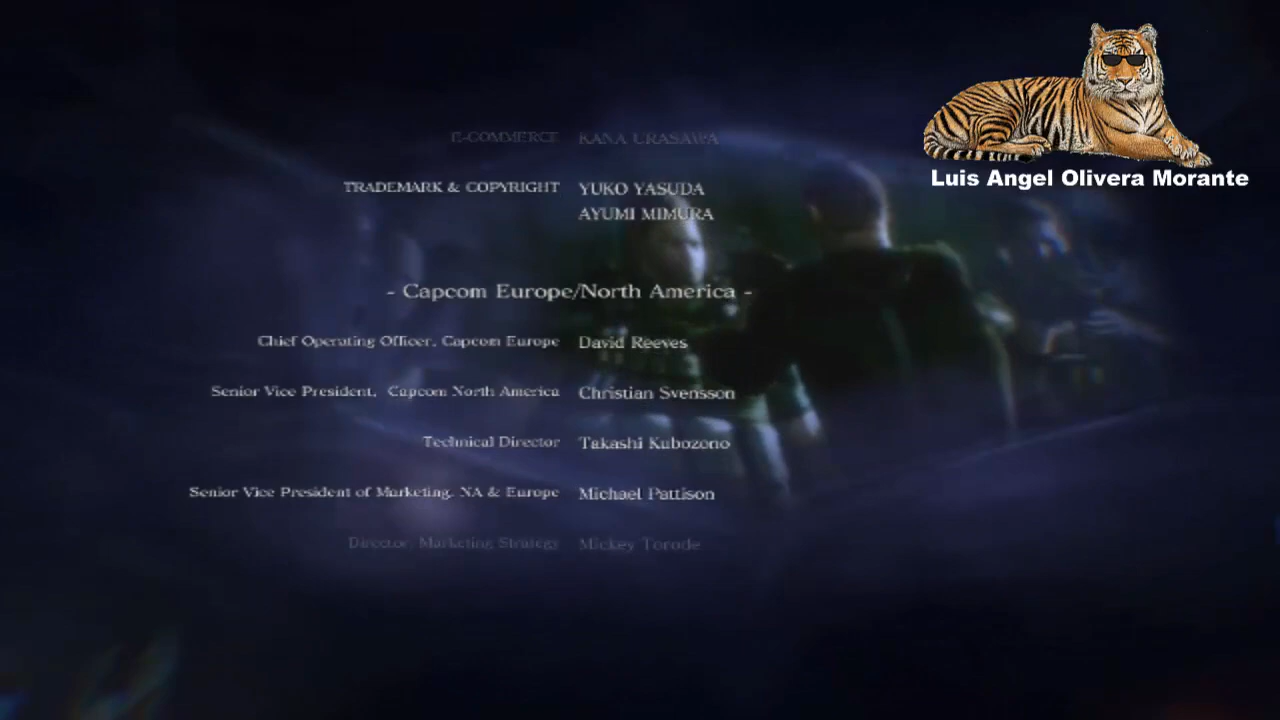 Luis Angel Olivera Morante
E-COMMERCE KANA URASAWA
TRADEMARK & COPYRIGHT YUKO YASUDA
AYUMI MIMURA
- Capcom Europe/North America -
Chief Operating Officer, Capcom Europe David Reeves
Senior Vice President, Capcom North America Christian Svensson
Technical Director Takashi Kubozono
Senior Vice President of Marketing, NA & Europe Michael Pattison
Director, Marketing Strategy Mickey Torode